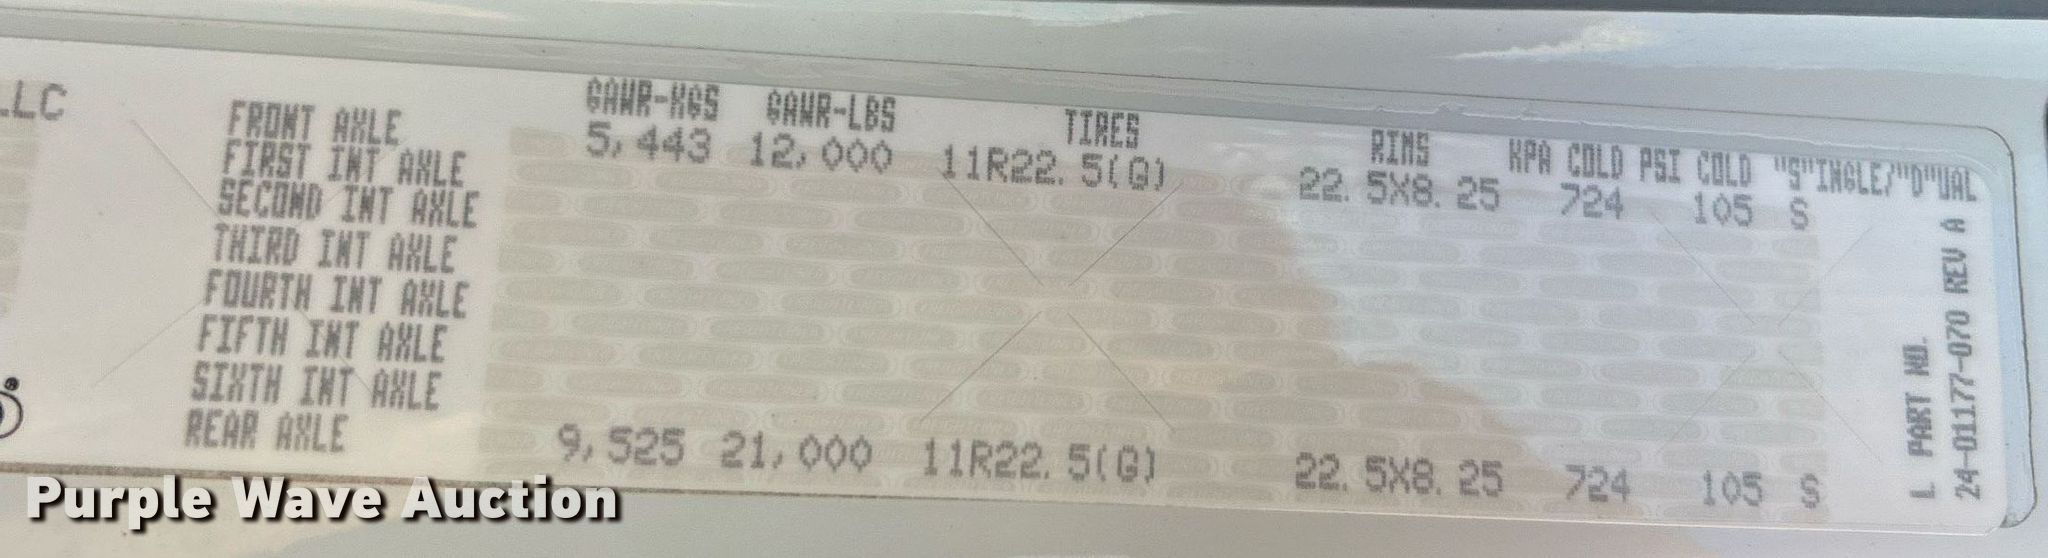 LLC
GAWR-KGS GAWR-LBS TIRES RIMS KPA COLD PSI COLD "S"INGLE/"D"UAL
FRONT AXLE 5,443 12,000 11R22.5(G) 22.5X8.25 724 105 S
FIRST INT AXLE
SECOND INT AXLE
THIRD INT AXLE
FOURTH INT AXLE
FIFTH INT AXLE
SIXTH INT AXLE
REAR AXLE 9,525 21,000 11R22.5(G) 22.5X8.25 724 105 S
L PART NO.
24-01177-070 REV A
Purple Wave Auction